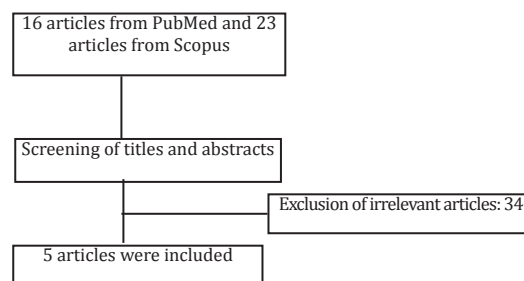 16 articles from PubMed and 23
articles from Scopus
Screening of titles and abstracts
Exclusion of irrelevant articles: 34
5 articles were included